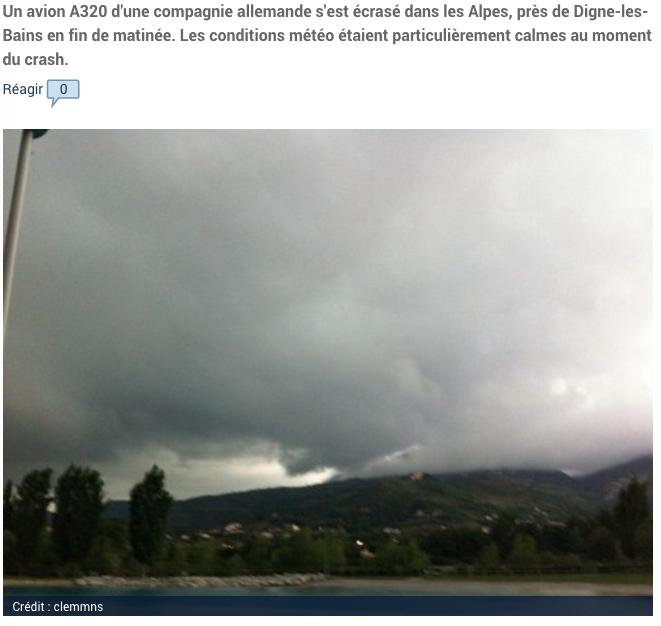 Un avion A320 d'une compagnie allemande s'est écrasé dans les Alpes, près de Digne-les-
Bains en fin de matinée. Les conditions météo étaient particulièrement calmes au moment
du crash.
Réagir 0
Crédit : clemmns